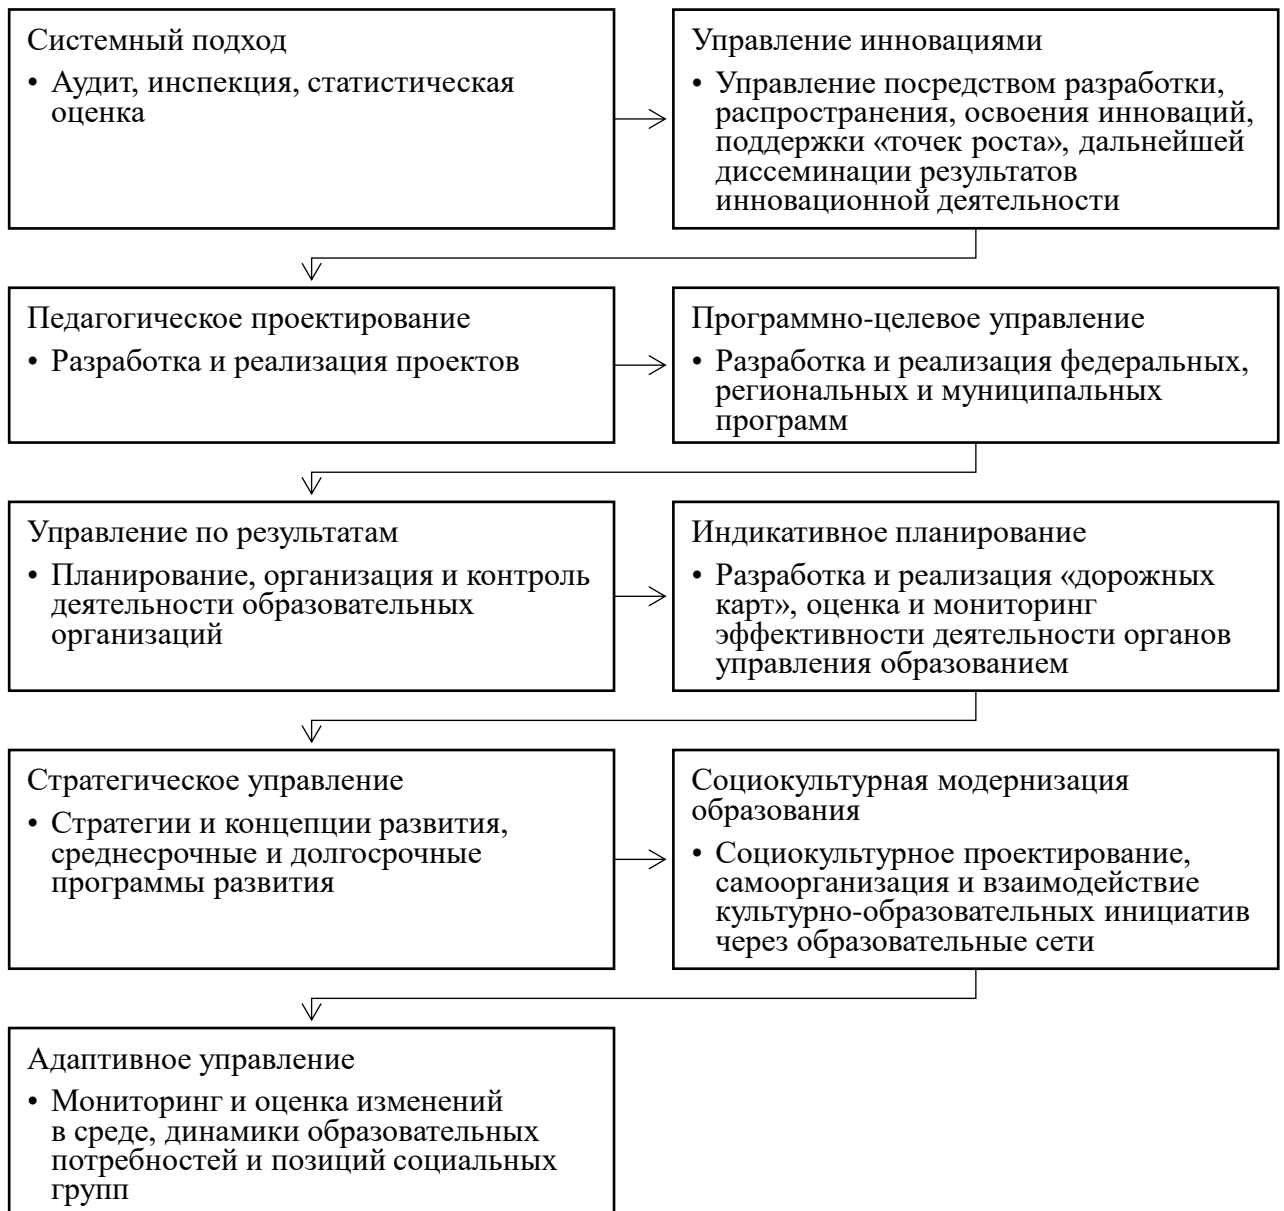 Системный подход
• Аудит, инспекция, статистическая
оценка
Управление инновациями
• Управление посредством разработки,
распространения, освоения инноваций,
поддержки «точек роста», дальнейшей
диссеминации результатов
инновационной деятельности
Педагогическое проектирование
• Разработка и реализация проектов
Программно-целевое управление
• Разработка и реализация федеральных,
региональных и муниципальных
программ
Управление по результатам
• Планирование, организация и контроль
деятельности образовательных
организаций
Индикативное планирование
• Разработка и реализация «дорожных
карт», оценка и мониторинг
эффективности деятельности органов
управления образованием
Стратегическое управление
• Стратегии и концепции развития,
среднесрочные и долгосрочные
программы развития
Социокультурная модернизация
образования
• Социокультурное проектирование,
самоорганизация и взаимодействие
культурно-образовательных инициатив
через образовательные сети
Адаптивное управление
• Мониторинг и оценка изменений
в среде, динамики образовательных
потребностей и позиций социальных
групп